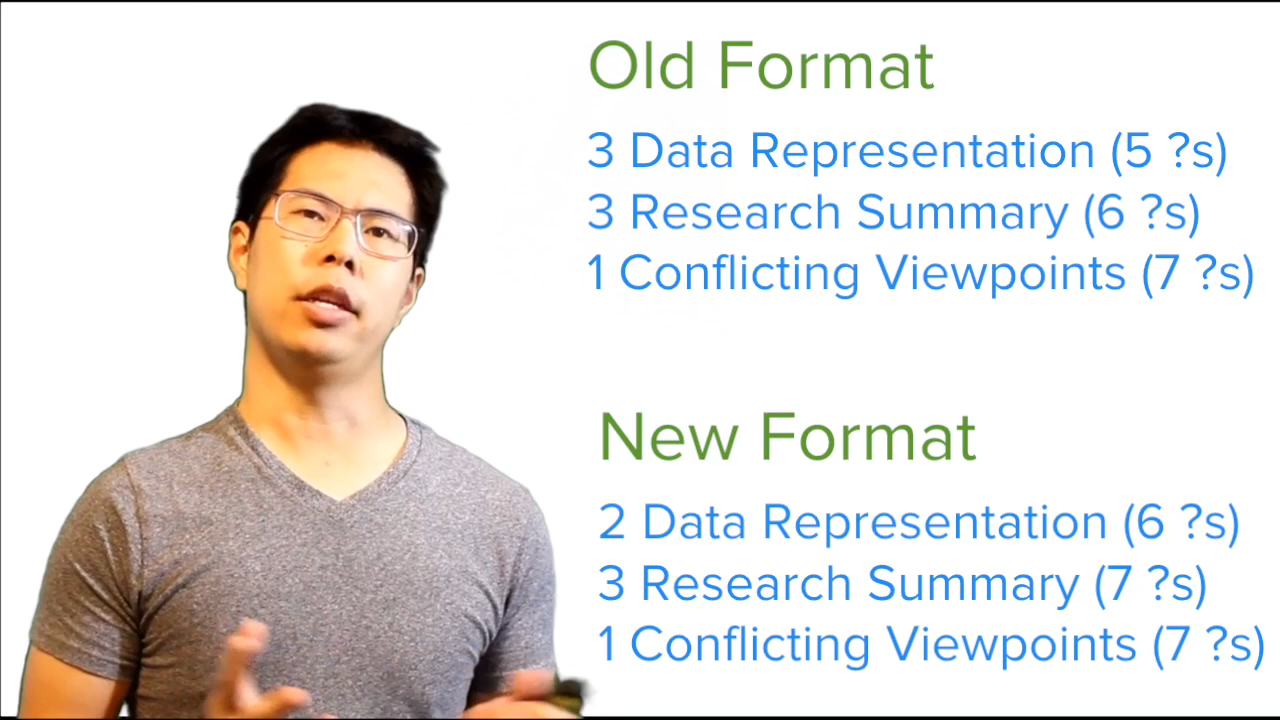 Old Format
3 Data Representation (5 ?s)
3 Research Summary (6 ?s)
1 Conflicting Viewpoints (7 ?s)
New Format
2 Data Representation (6 ?s)
3 Research Summary (7 ?s)
1 Conflicting Viewpoints (7 ?s)